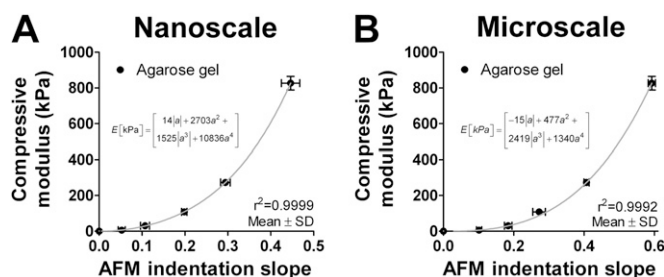 A
Nanoscale
Compressive
modulus (kPa)
1000
800
600
400
200
0
Agarose gel
E[kPa]=[14|a|+2703a²+
1525|a³|+10836a⁴]
r²=0.9999
Mean ± SD
0.0 0.1 0.2 0.3 0.4 0.5
AFM indentation slope
B
Microscale
Compressive
modulus (kPa)
1000
800
600
400
200
0
Agarose gel
E[kPa]=[-15|a|+477a²+
2419|a³|+1340a⁴]
r²=0.9992
Mean ± SD
0.0 0.2 0.4 0.6
AFM indentation slope